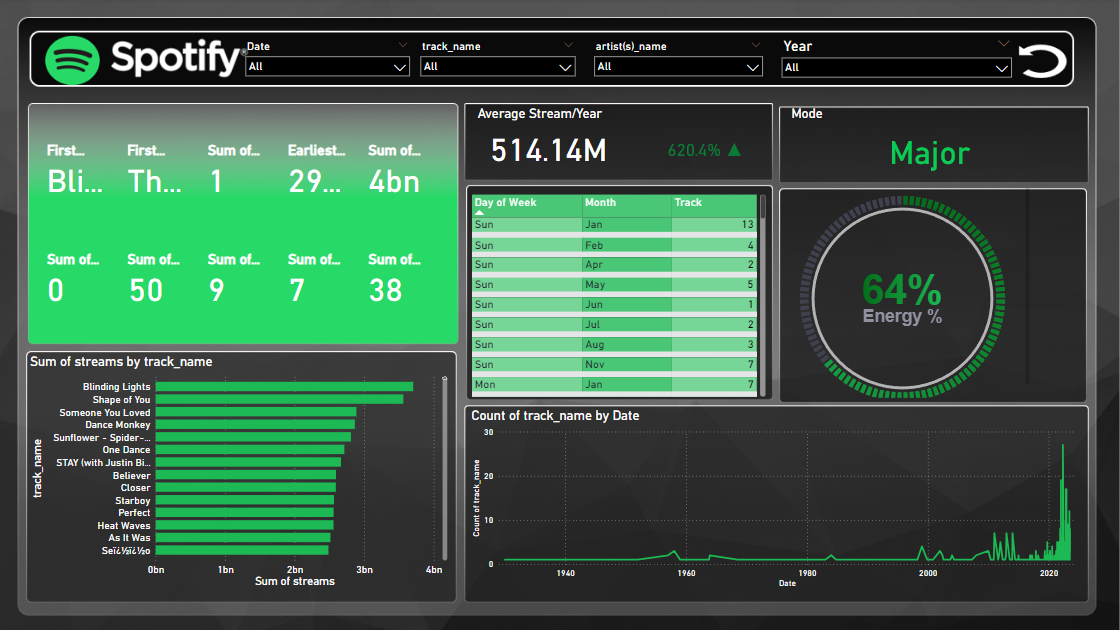 Spotify®
Date
track_name
artist(s)_name
Year
All
All
All
All
First...
First...
Sum of...
Earliest...
Sum of...
Bli...
Th...
1
29...
4bn
Sum of...
Sum of...
Sum of...
Sum of...
Sum of...
0
50
9
7
38
Average Stream/Year
514.14M
620.4% ▲
Mode
Major
Day of Week Month Track
Sun Jan 13
Sun Feb 4
Sun Apr 2
Sun May 5
Sun Jun 1
Sun Jul 2
Sun Aug 3
Sun Nov 7
Mon Jan 7
64%
Energy %
Sum of streams by track_name
track_name
Blinding Lights
Shape of You
Someone You Loved
Dance Monkey
Sunflower - Spider-...
One Dance
STAY (with Justin Bi...
Believer
Closer
Starboy
Perfect
Heat Waves
As It Was
Seï¿½ï¿½o
0bn 1bn 2bn 3bn 4bn
Sum of streams
Count of track_name by Date
Count of track_name
30
20
10
0
1940 1960 1980 2000 2020
Date